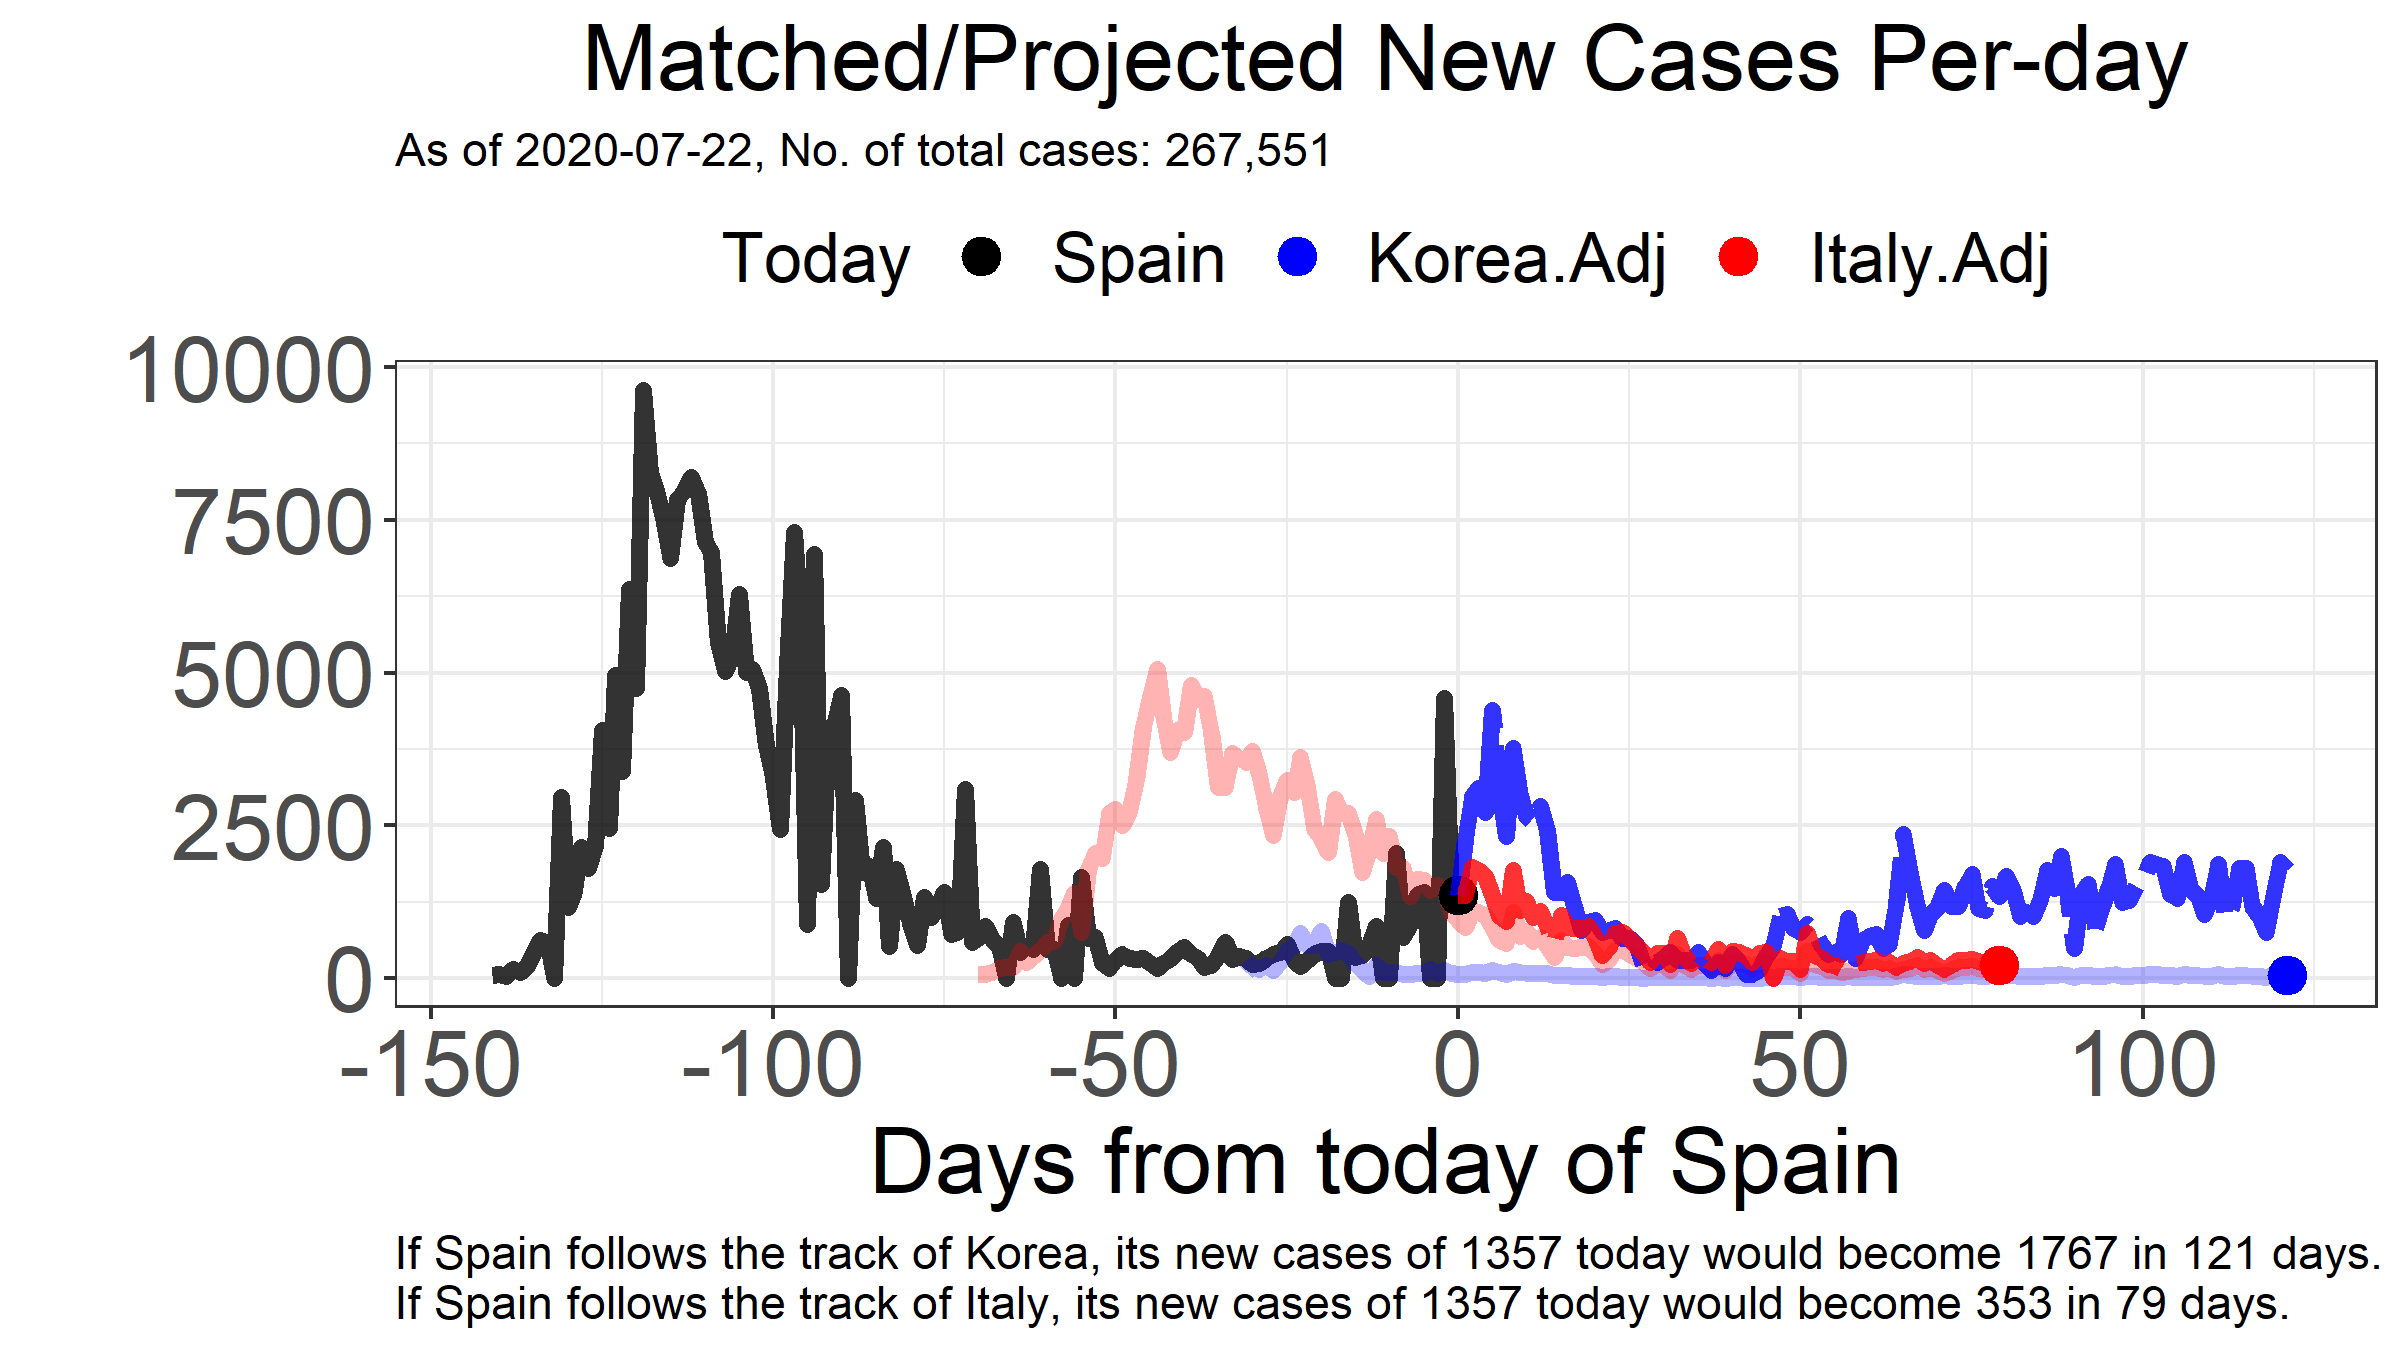 Matched/Projected New Cases Per-day
As of 2020-07-22, No. of total cases: 267,551
Today Spain Korea.Adj Italy.Adj
10000
7500
5000
2500
0
-150 -100 -50 0 50 100
Days from today of Spain
If Spain follows the track of Korea, its new cases of 1357 today would become 1767 in 121 days.
If Spain follows the track of Italy, its new cases of 1357 today would become 353 in 79 days.